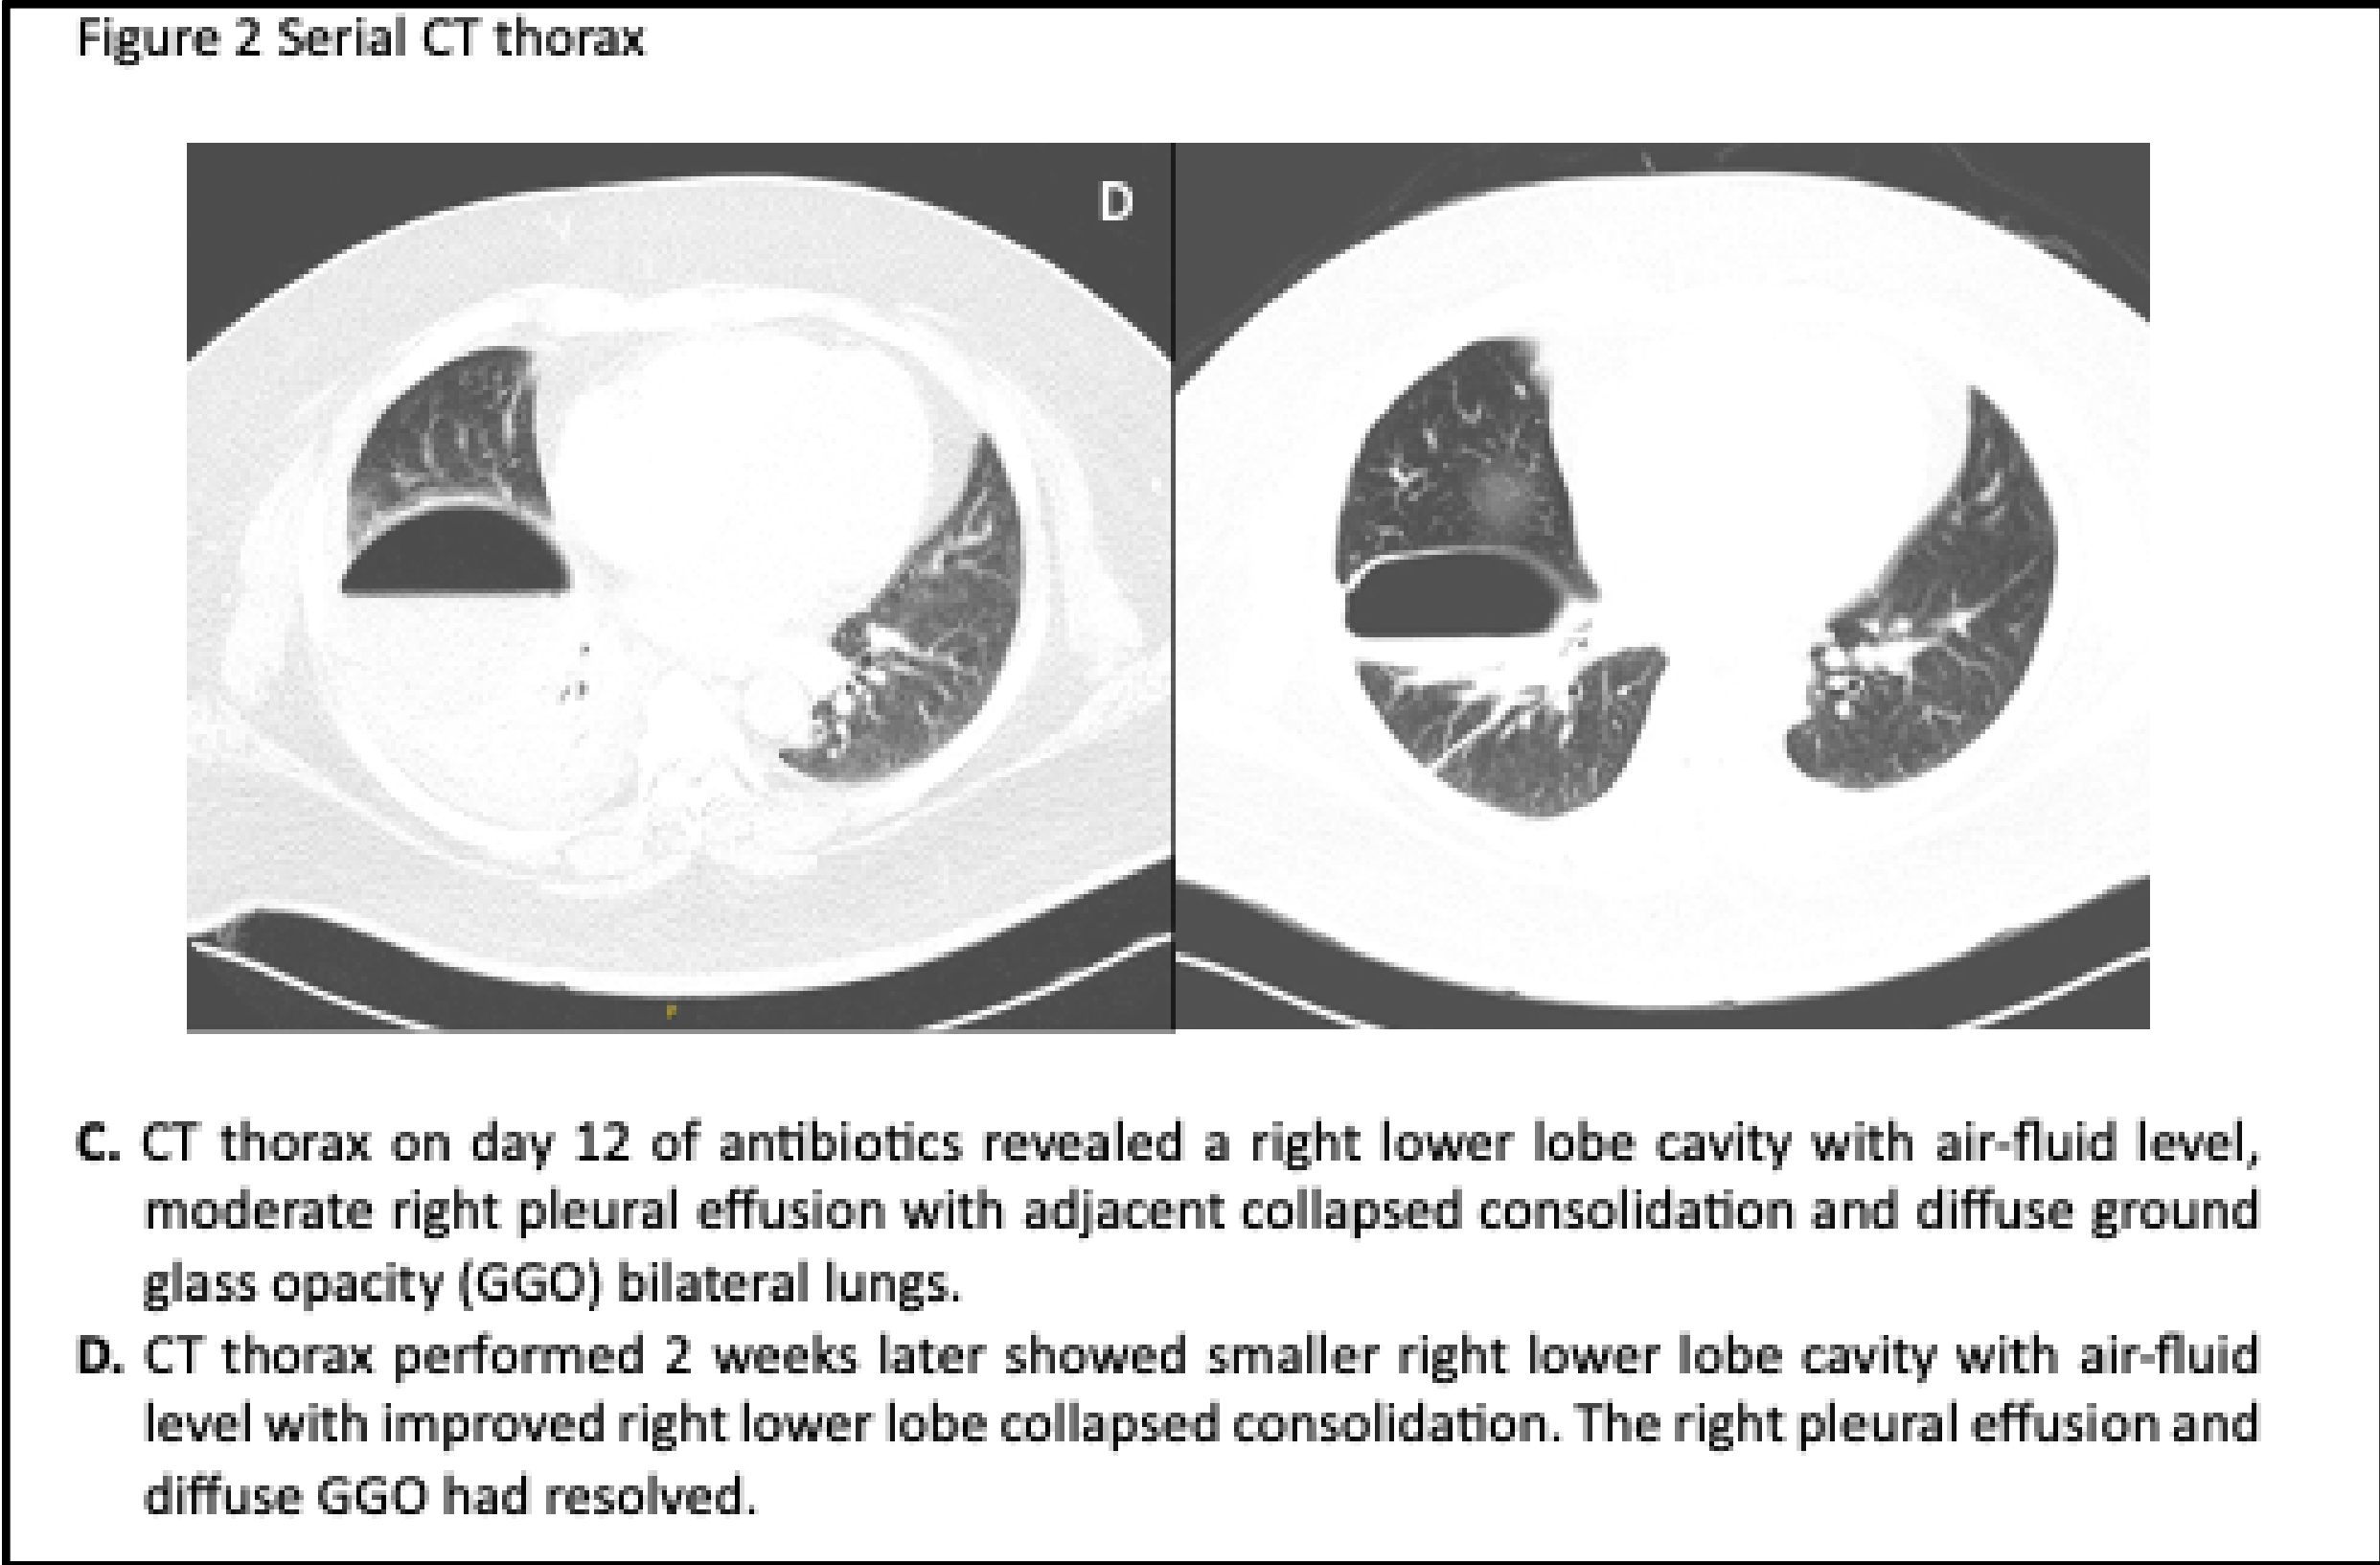 Figure 2 Serial CT thorax
D
C. CT thorax on day 12 of antibiotics revealed a right lower lobe cavity with air-fluid level,
moderate right pleural effusion with adjacent collapsed consolidation and diffuse ground
glass opacity (GGO) bilateral lungs.
D. CT thorax performed 2 weeks later showed smaller right lower lobe cavity with air-fluid
level with improved right lower lobe collapsed consolidation. The right pleural effusion and
diffuse GGO had resolved.